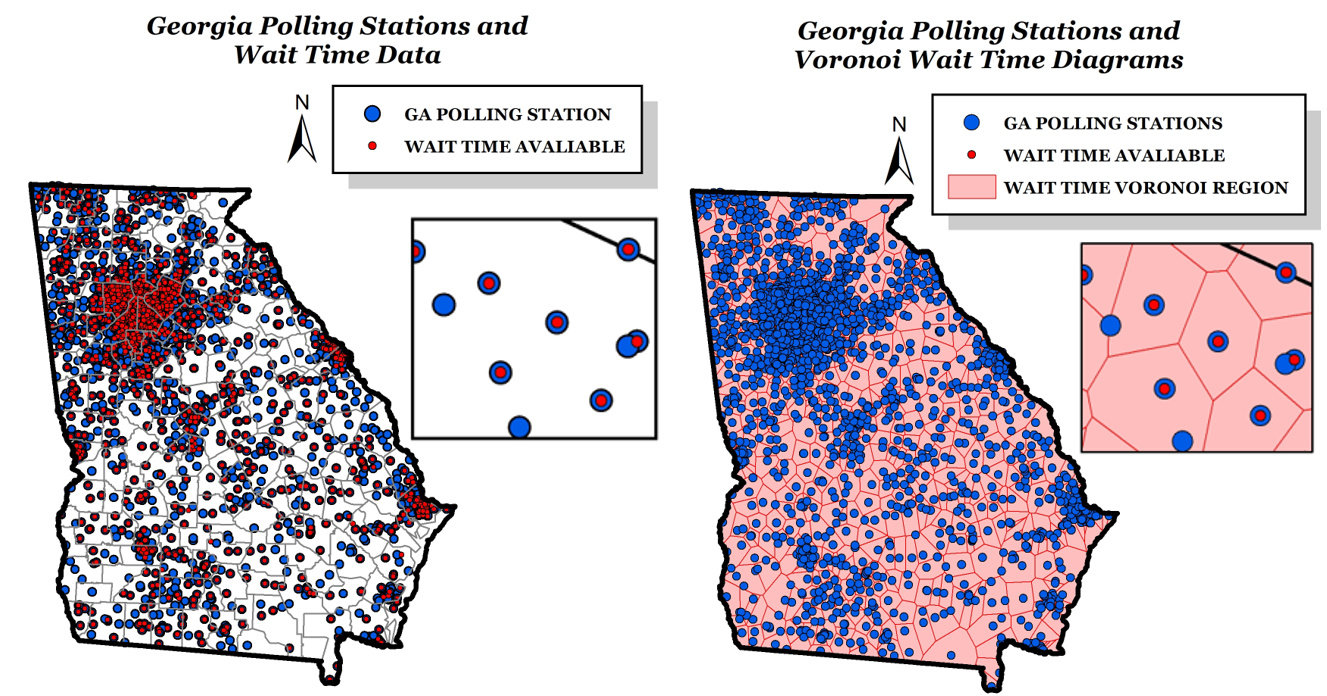 Georgia Polling Stations and
Wait Time Data
N
GA POLLING STATION
WAIT TIME AVALIABLE
Georgia Polling Stations and
Voronoi Wait Time Diagrams
N
GA POLLING STATIONS
WAIT TIME AVALIABLE
WAIT TIME VORONOI REGION